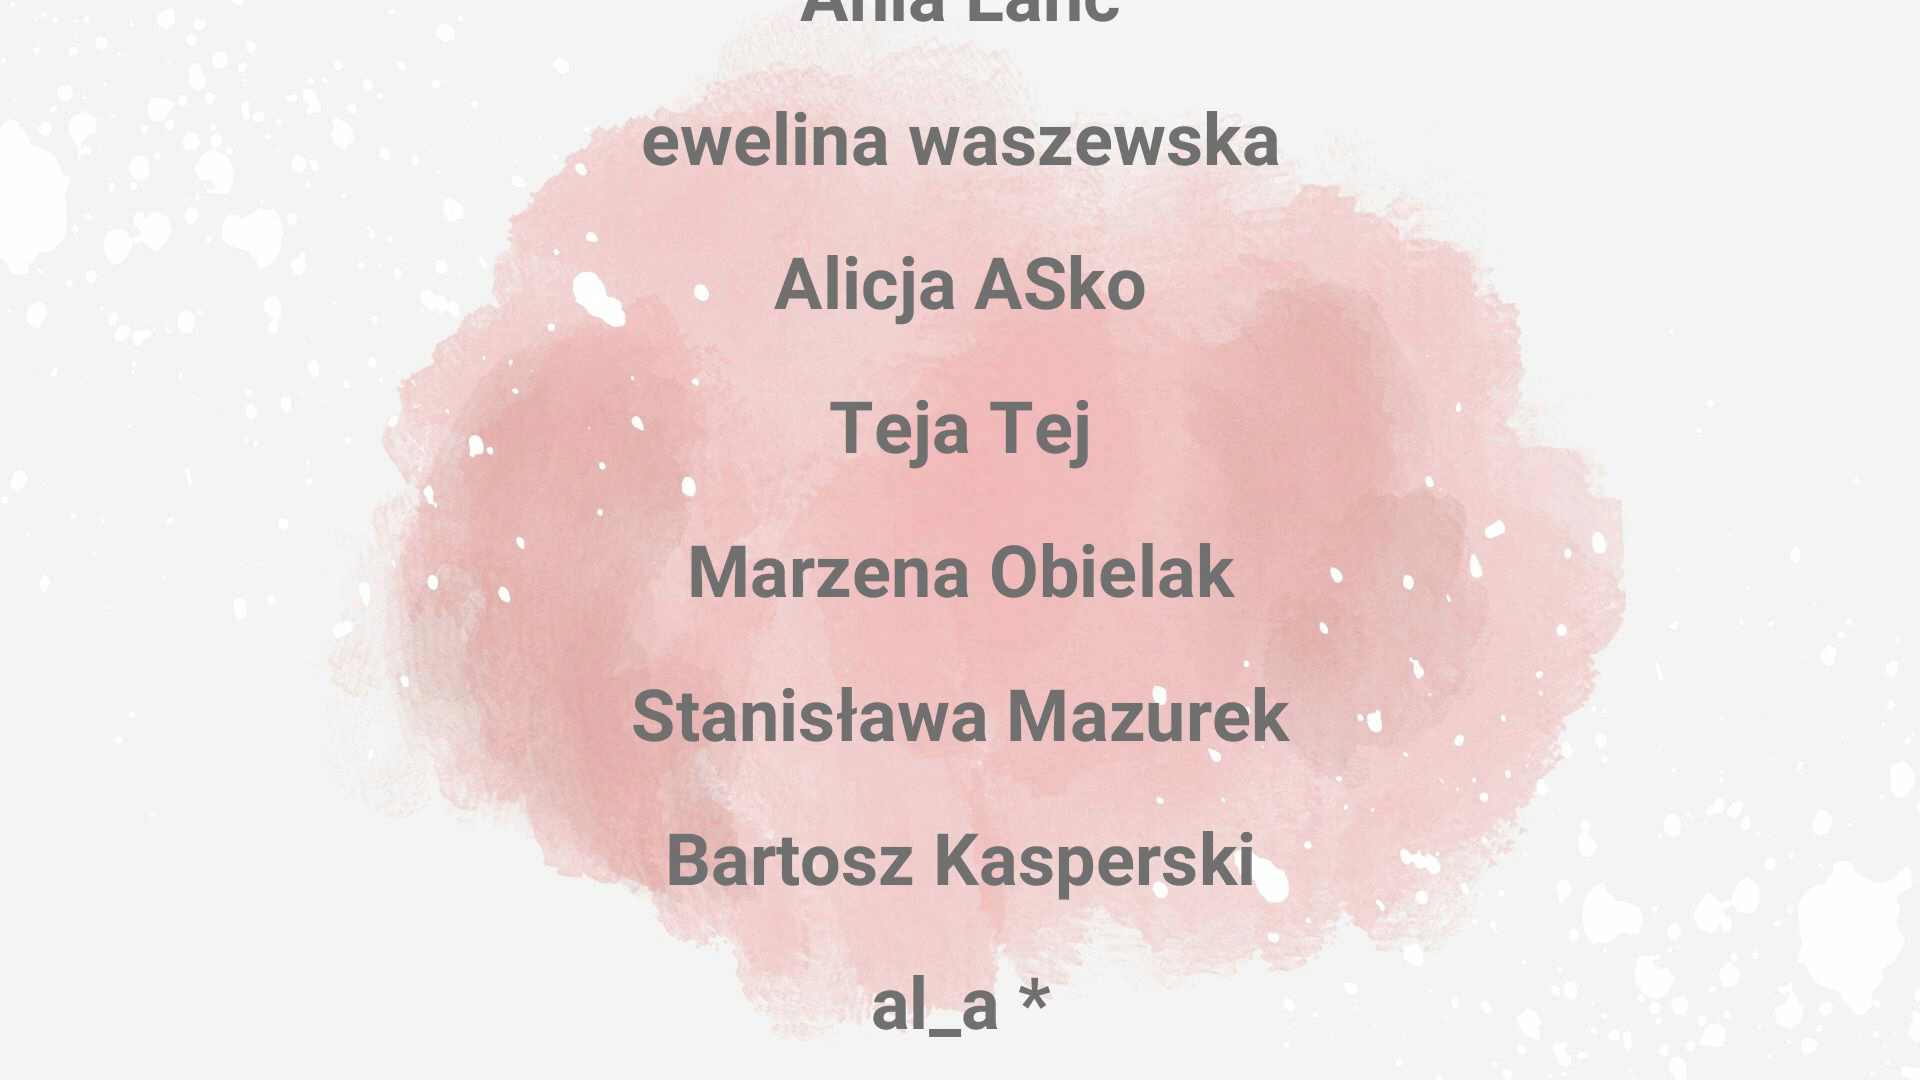 ewelina waszewska
Alicja ASko
Teja Tej
Marzena Obielak
Stanisława Mazurek
Bartosz Kasperski
al_a *